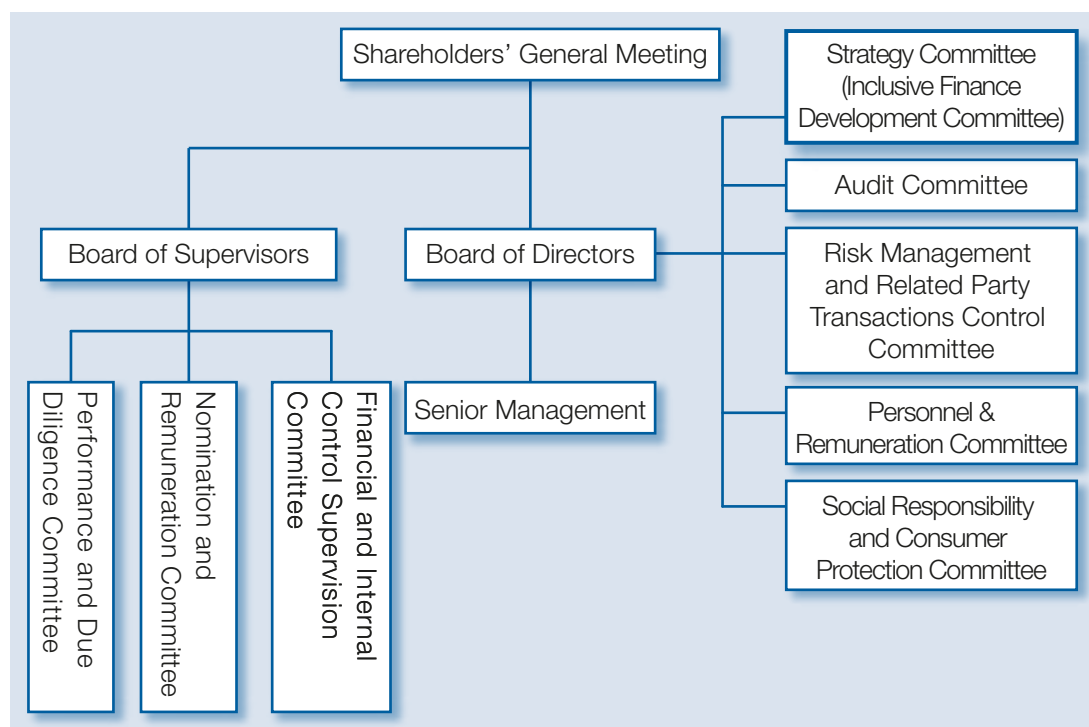 Shareholders’ General Meeting
Strategy Committee
(Inclusive Finance
Development Committee)
Audit Committee
Board of Supervisors
Board of Directors
Risk Management
and Related Party
Transactions Control
Committee
Performance and Due
Diligence Committee
Nomination and
Remuneration Committee
Financial and Internal
Control Supervision
Committee
Senior Management
Personnel &
Remuneration Committee
Social Responsibility
and Consumer
Protection Committee